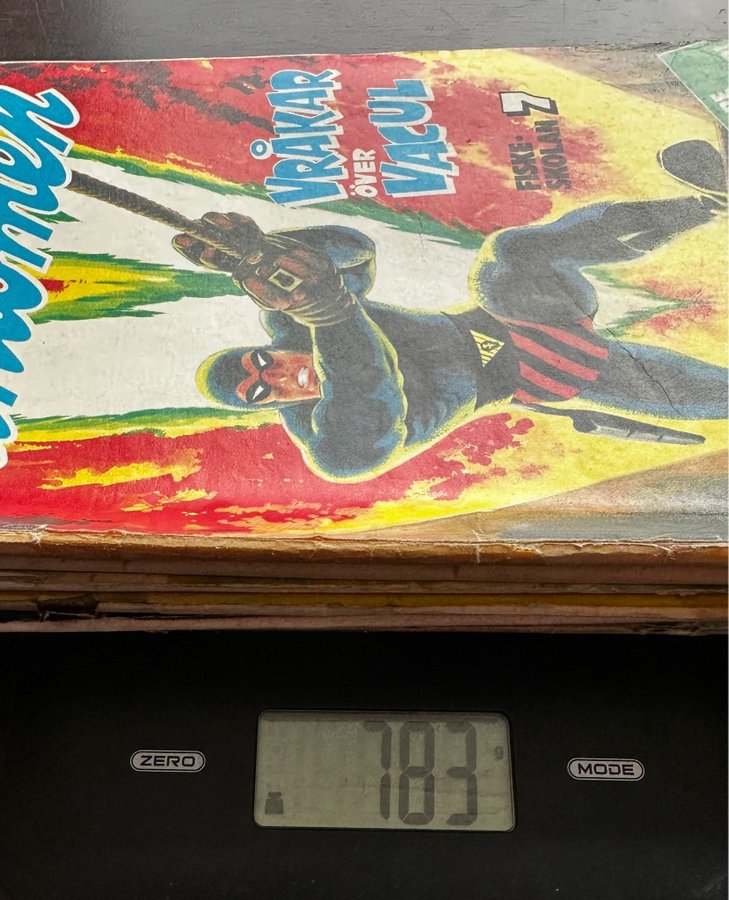 VRÅKAR
ÖVER
VACUL
FISKE-
SKOLAN 7
ZERO
783
g
MODE